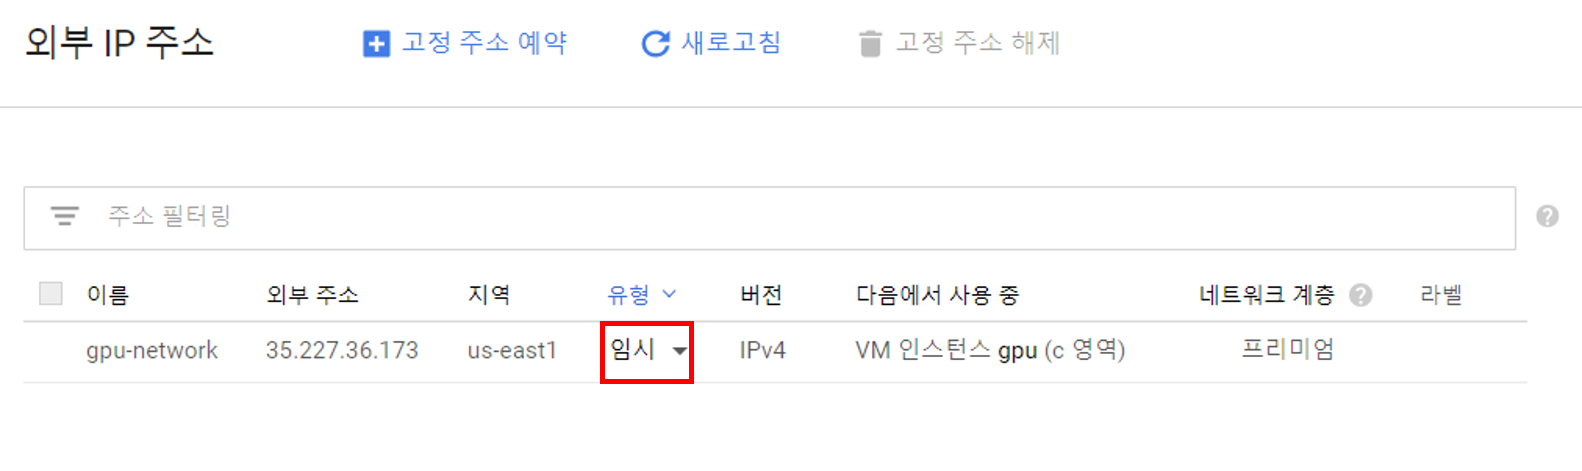 외부 IP 주소 고정 주소 예약 새로고침 고정 주소 해제
주소 필터링 ?
이름 외부 주소 지역 유형 버전 다음에서 사용 중 네트워크 계층 ? 라벨
gpu-network 35.227.36.173 us-east1 임시 IPv4 VM 인스턴스 gpu (c 영역) 프리미엄